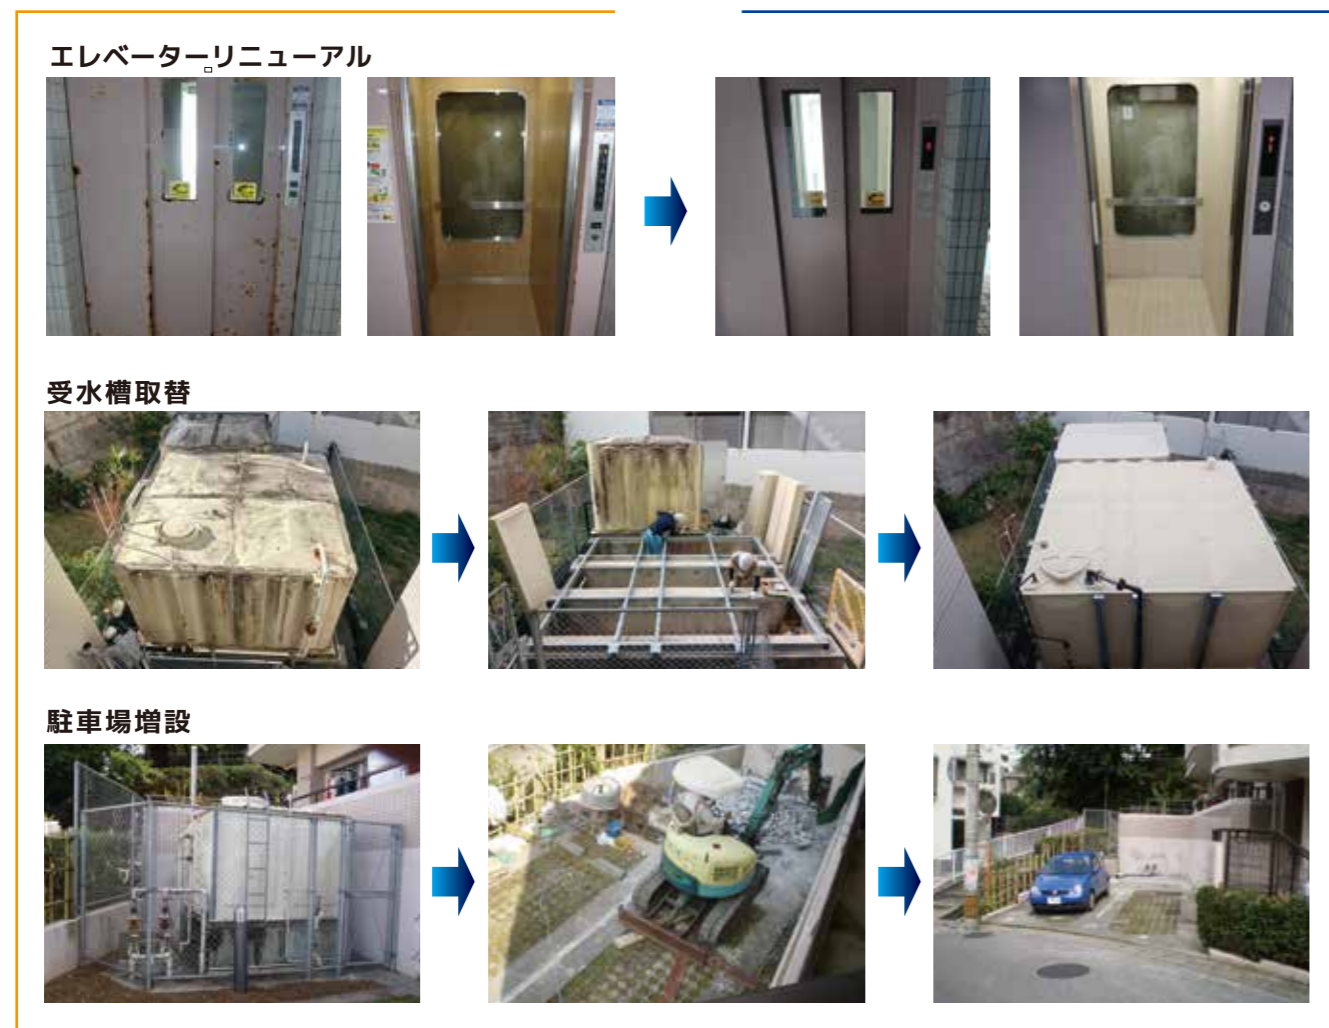 エレベーターリニューアル
受水槽取替
駐車場増設